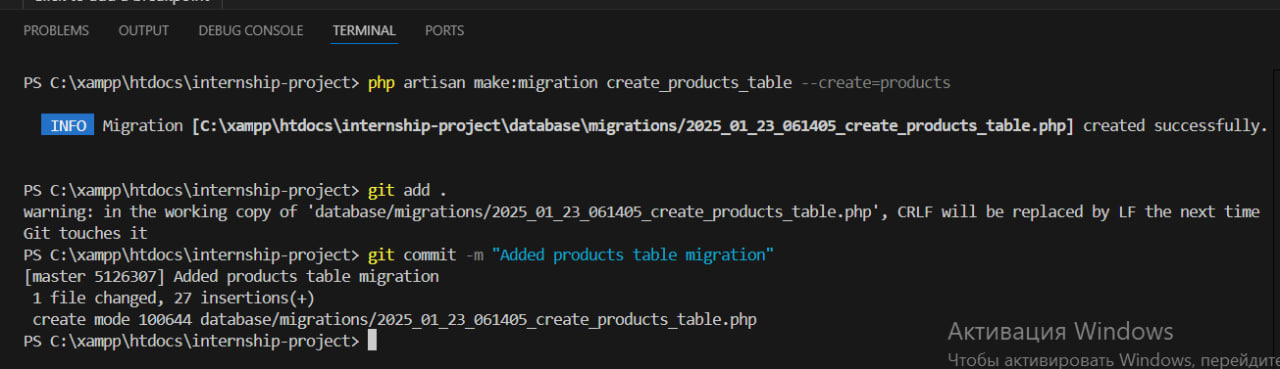 PROBLEMS OUTPUT DEBUG CONSOLE TERMINAL PORTS
PS C:\xampp\htdocs\internship-project> php artisan make:migration create_products_table --create=products
INFO Migration [C:\xampp\htdocs\internship-project\database\migrations/2025_01_23_061405_create_products_table.php] created successfully.
PS C:\xampp\htdocs\internship-project> git add .
warning: in the working copy of 'database/migrations/2025_01_23_061405_create_products_table.php', CRLF will be replaced by LF the next time
Git touches it
PS C:\xampp\htdocs\internship-project> git commit -m "Added products table migration"
[master 5126307] Added products table migration
1 file changed, 27 insertions(+)
create mode 100644 database/migrations/2025_01_23_061405_create_products_table.php
PS C:\xampp\htdocs\internship-project>
Активация Windows
Чтобы активировать Windows, перейдите